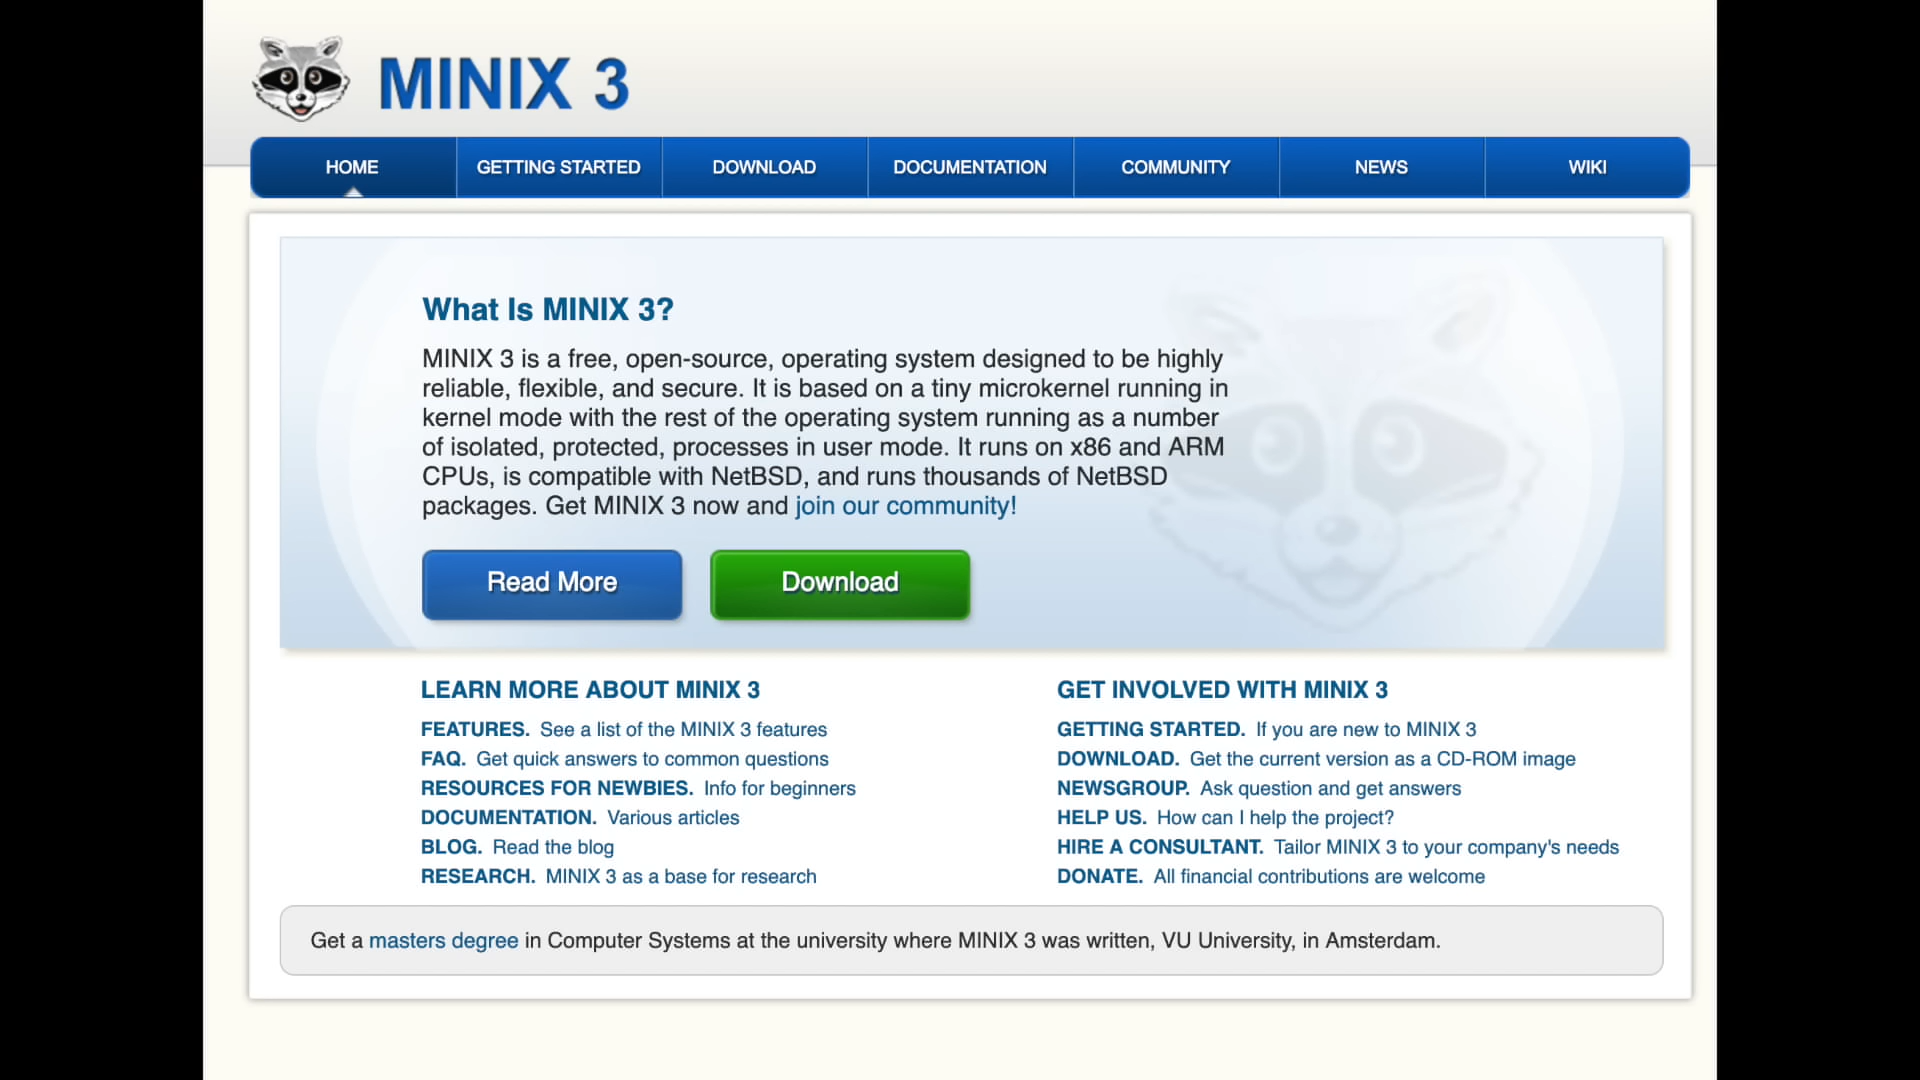 MINIX 3
HOME
GETTING STARTED
DOWNLOAD
DOCUMENTATION
COMMUNITY
NEWS
WIKI
What Is MINIX 3?
MINIX 3 is a free, open-source, operating system designed to be highly
reliable, flexible, and secure. It is based on a tiny microkernel running in
kernel mode with the rest of the operating system running as a number
of isolated, protected, processes in user mode. It runs on x86 and ARM
CPUs, is compatible with NetBSD, and runs thousands of NetBSD
packages. Get MINIX 3 now and join our community!
Read More
Download
LEARN MORE ABOUT MINIX 3
FEATURES. See a list of the MINIX 3 features
FAQ. Get quick answers to common questions
RESOURCES FOR NEWBIES. Info for beginners
DOCUMENTATION. Various articles
BLOG. Read the blog
RESEARCH. MINIX 3 as a base for research
GET INVOLVED WITH MINIX 3
GETTING STARTED. If you are new to MINIX 3
DOWNLOAD. Get the current version as a CD-ROM image
NEWSGROUP. Ask question and get answers
HELP US. How can I help the project?
HIRE A CONSULTANT. Tailor MINIX 3 to your company's needs
DONATE. All financial contributions are welcome
Get a masters degree in Computer Systems at the university where MINIX 3 was written, VU University, in Amsterdam.